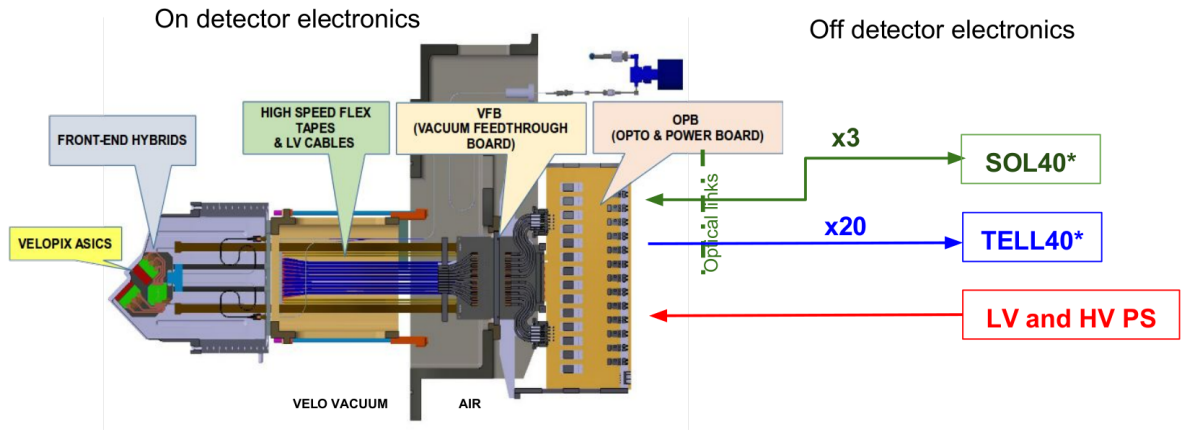 On detector electronics
Off detector electronics
HIGH SPEED FLEX
TAPES
& LV CABLES
VFB
(VACUUM FEEDTHROUGH
BOARD)
OPB
(OPTO & POWER BOARD)
FRONT-END HYBRIDS
VELOPIX ASICS
Optical links
x3
SOL40*
x20
TELL40*
LV and HV PS
VELO VACUUM
AIR